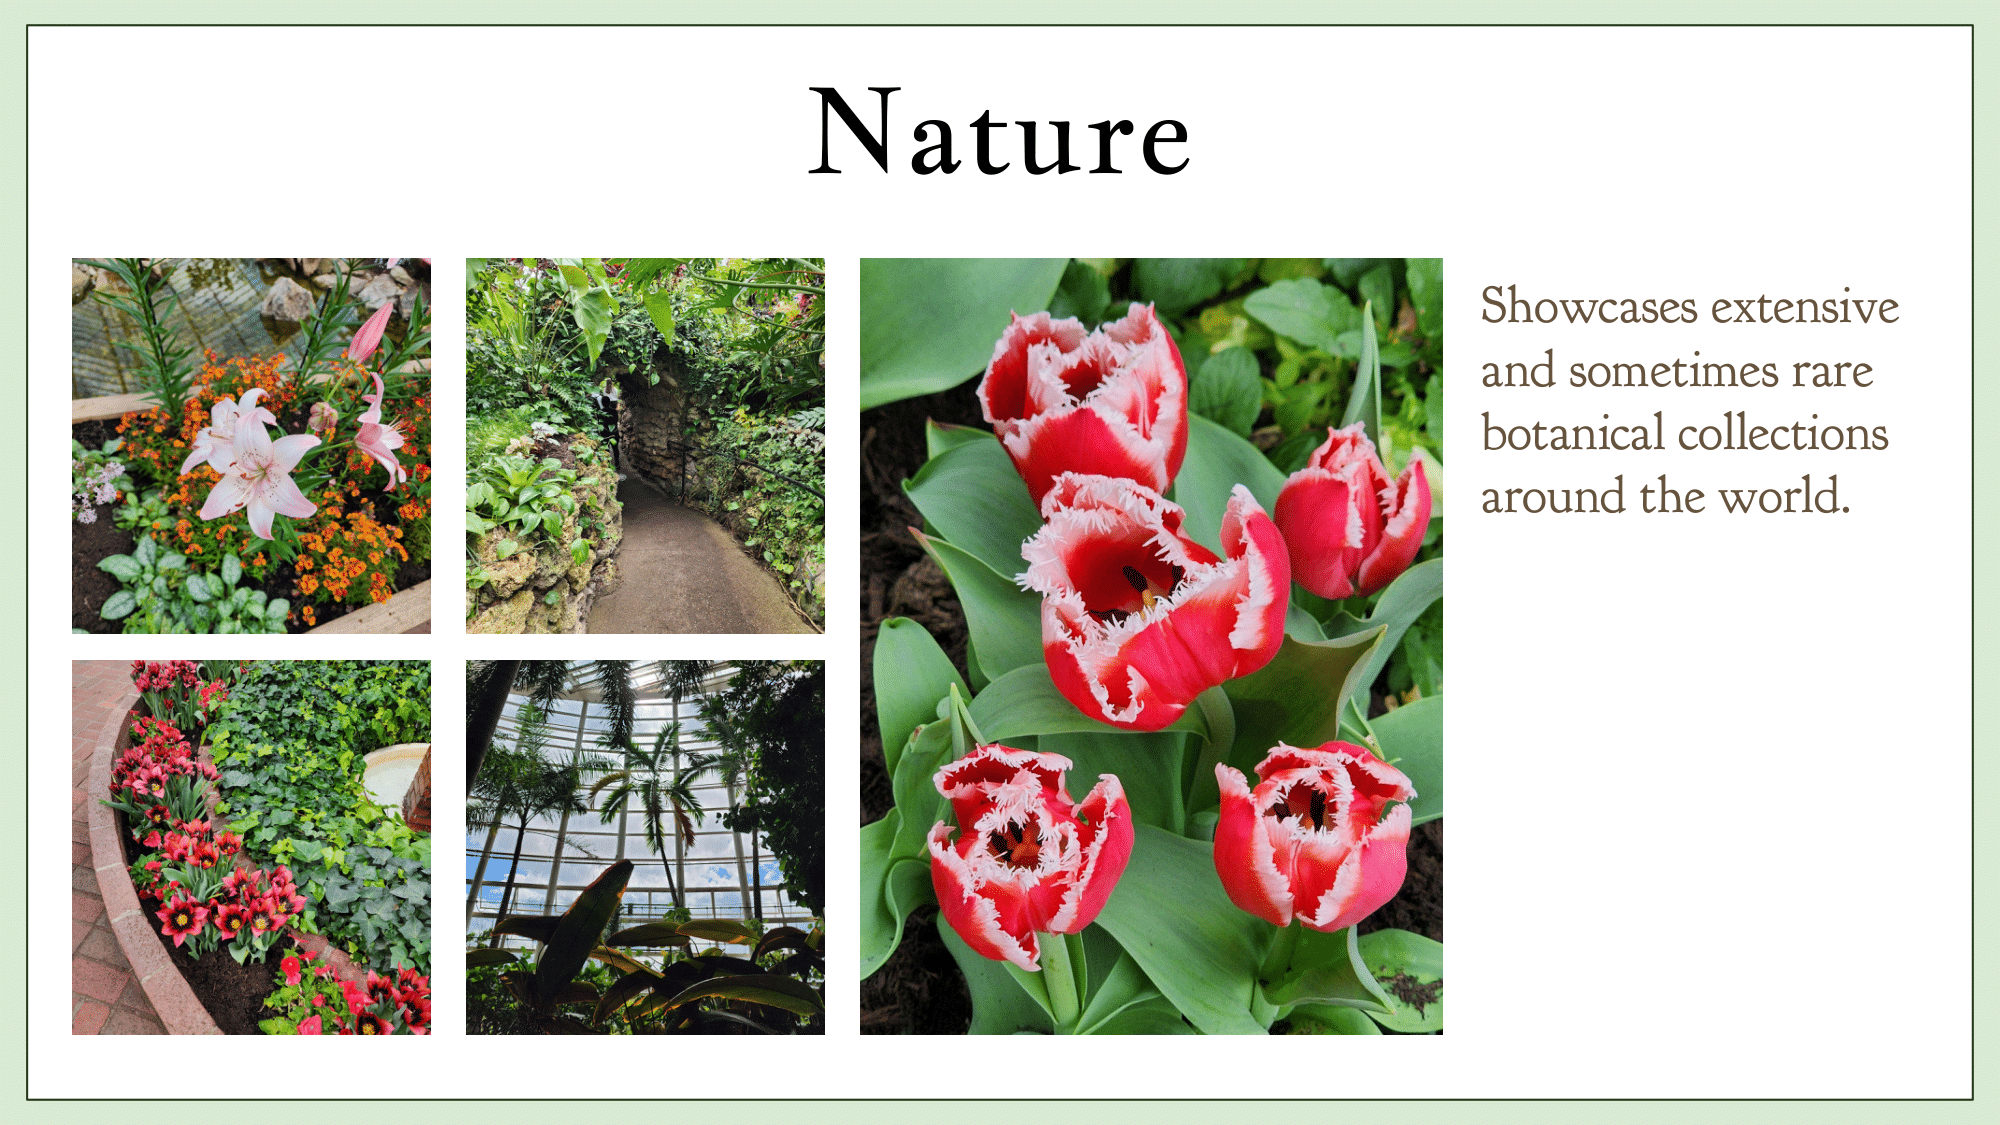 Nature
Showcases extensive
and sometimes rare
botanical collections
around the world.